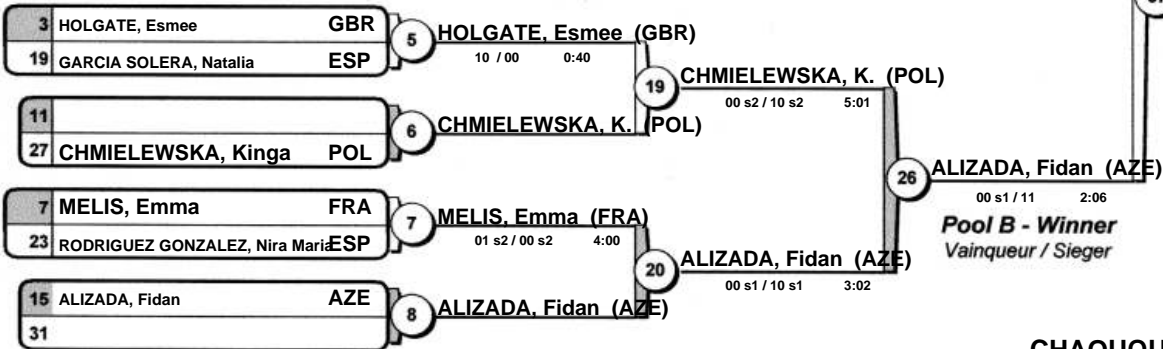 3 HOLGATE, Esmee GBR
19 GARCIA SOLERA, Natalia ESP
5
HOLGATE, Esmee (GBR)
10 / 00 0:40
11
27 CHMIELEWSKA, Kinga POL
6
CHMIELEWSKA, K. (POL)
19
CHMIELEWSKA, K. (POL)
00 s2 / 10 s2 5:01
7 MELIS, Emma FRA
23 RODRIGUEZ GONZALEZ, Nira Maria ESP
7
MELIS, Emma (FRA)
01 s2 / 00 s2 4:00
15 ALIZADA, Fidan AZE
31
8
ALIZADA, Fidan (AZE)
20
ALIZADA, Fidan (AZE)
00 s1 / 10 s1 3:02
26
ALIZADA, Fidan (AZE)
00 s1 / 11 2:06
Pool B - Winner
Vainqueur / Sieger